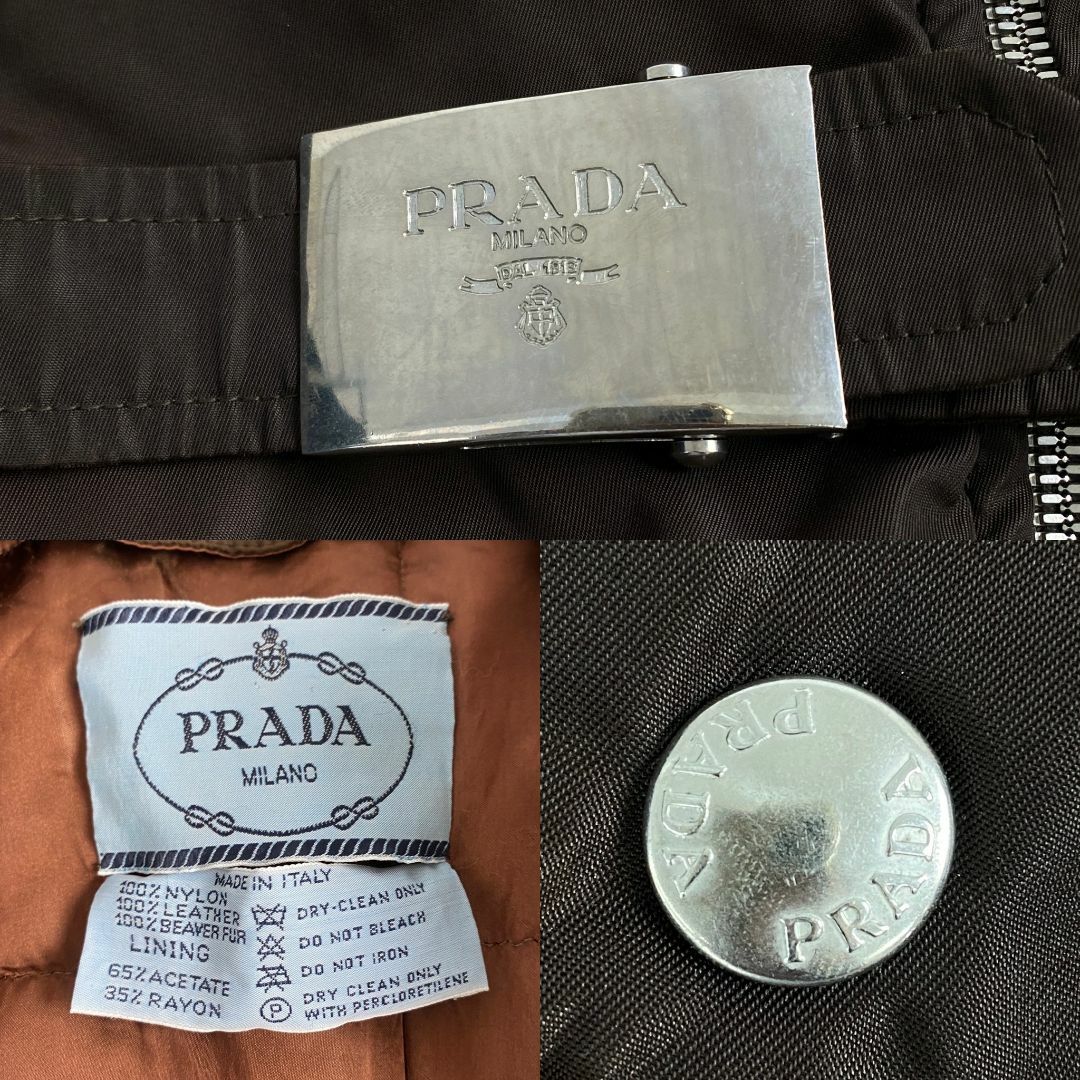 PRADA
MILANO
DAL 1913
PRADA
MILANO
MADE IN ITALY
100% NYLON
100% LEATHER
100% BEAVER FUR
LINING
65% ACETATE
35% RAYON
DRY-CLEAN ONLY
DO NOT BLEACH
DO NOT IRON
P
DRY CLEAN ONLY
WITH PERCLORETILENE
PRADA
PRADA
PRADA